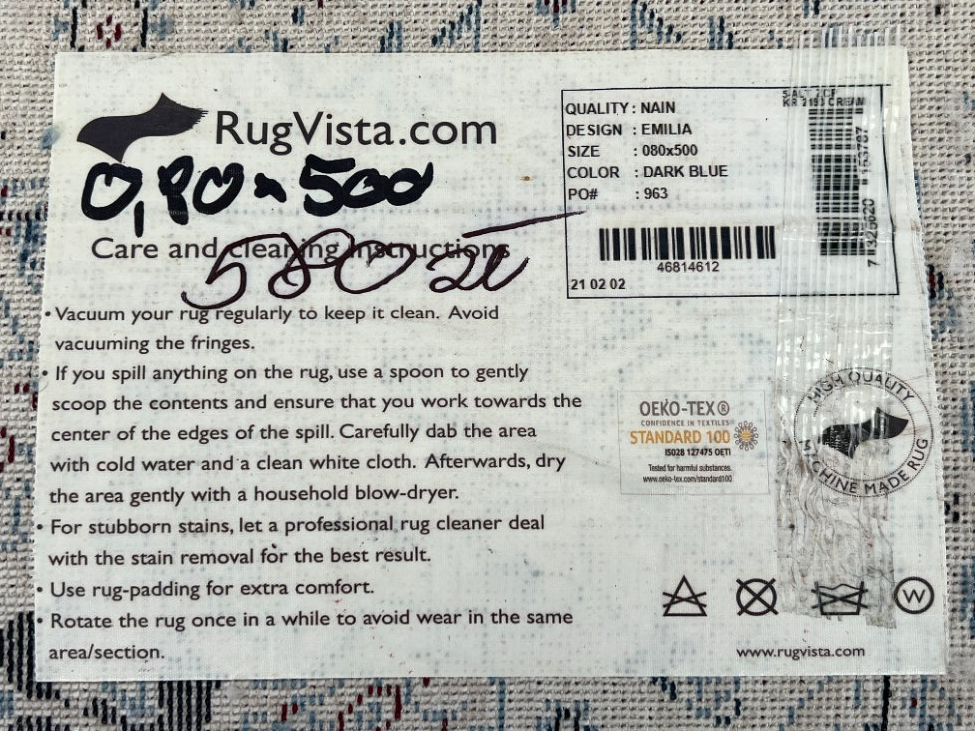 RugVista.com
0,80 x 500
580 zł
Care and cleaning instructions
• Vacuum your rug regularly to keep it clean. Avoid
vacuuming the fringes.
• If you spill anything on the rug, use a spoon to gently
scoop the contents and ensure that you work towards the
center of the edges of the spill. Carefully dab the area
with cold water and a clean white cloth. Afterwards, dry
the area gently with a household blow-dryer.
• For stubborn stains, let a professional rug cleaner deal
with the stain removal for the best result.
• Use rug-padding for extra comfort.
• Rotate the rug once in a while to avoid wear in the same
area/section.
QUALITY : NAIN
DESIGN : EMILIA
SIZE : 080x500
COLOR : DARK BLUE
PO# : 963
46814612
21 02 02
CREAM
OEKO-TEX®
CONFIDENCE IN TEXTILES
STANDARD 100
IS028 127475 OETI
Tested for harmful substances.
www.oeko-tex.com/standard100
HIGH QUALITY
MADE RUG
W
www.rugvista.com